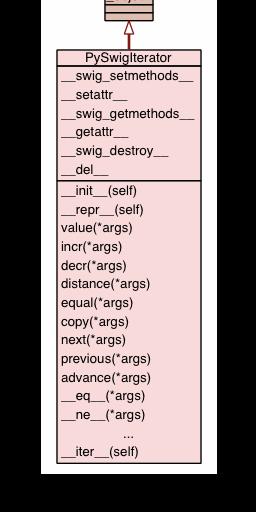 PySwigIterator
__swig_setmethods__
__setattr__
__swig_getmethods__
__getattr__
__swig_destroy__
__del__
__init__(self)
__repr__(self)
value(*args)
incr(*args)
decr(*args)
distance(*args)
equal(*args)
copy(*args)
next(*args)
previous(*args)
advance(*args)
__eq__(*args)
__ne__(*args)
...
__iter__(self)